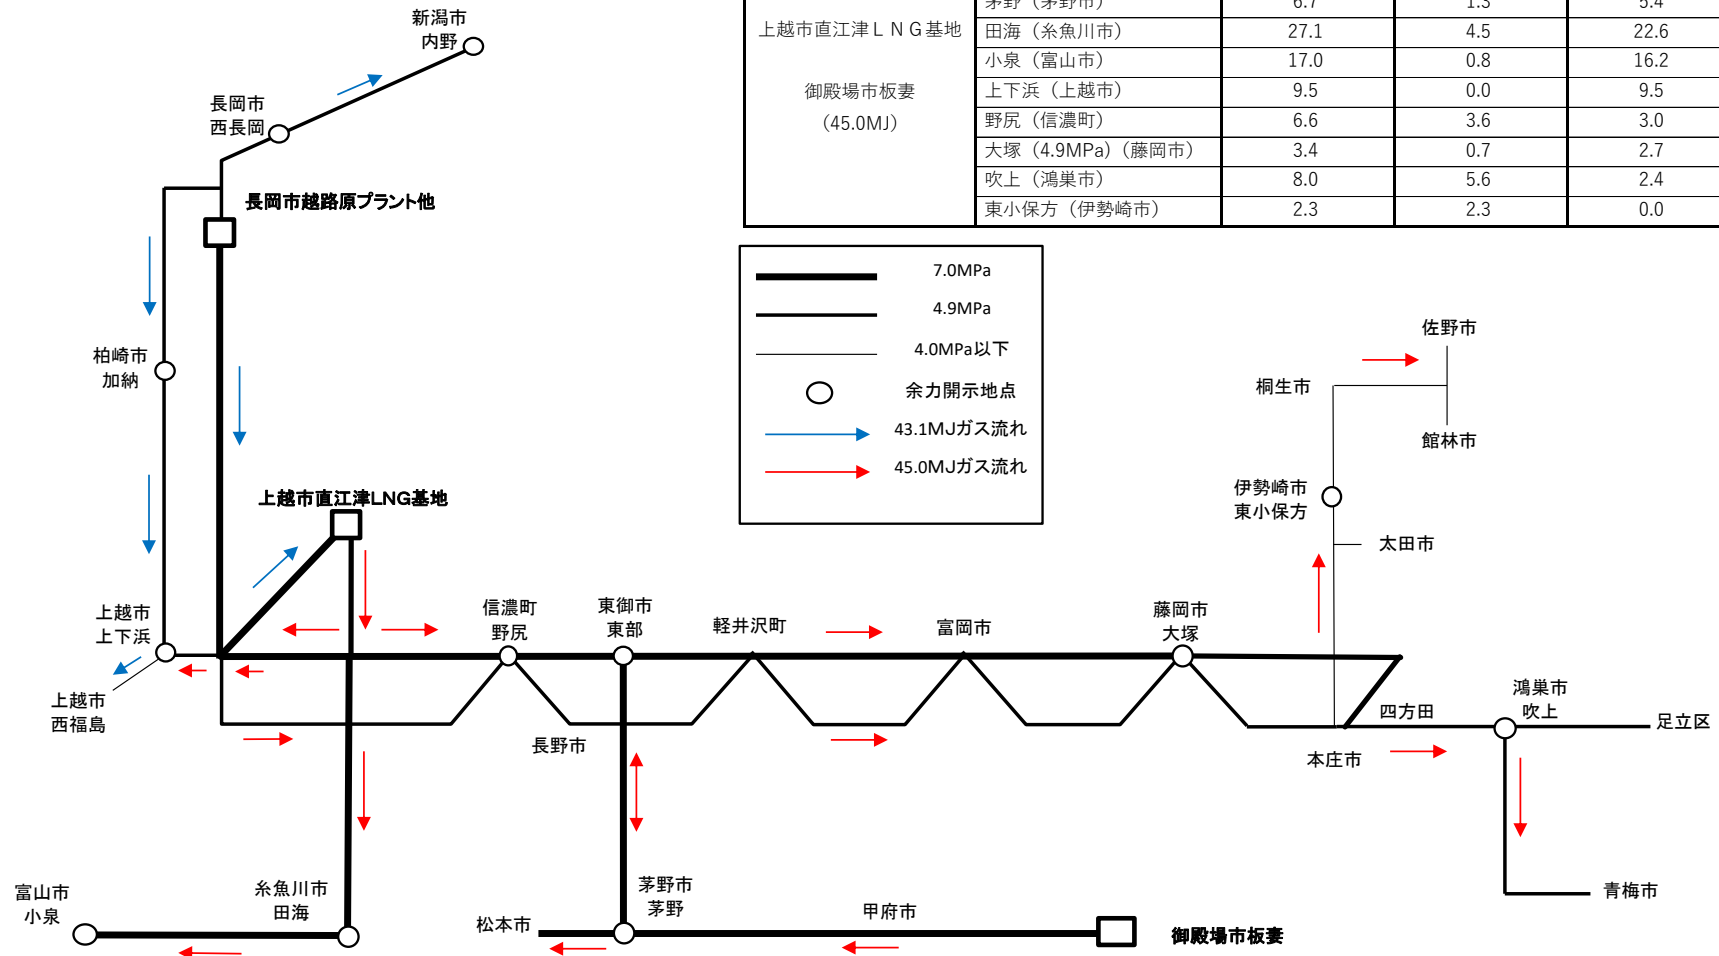 新潟市
内野
長岡市
西長岡
長岡市越路原プラント他
茅野（茅野市） 6.7 1.3 5.4
上越市直江津ＬＮＧ基地 田海（糸魚川市） 27.1 4.5 22.6
小泉（富山市） 17.0 0.8 16.2
御殿場市板妻 上下浜（上越市） 9.5 0.0 9.5
（45.0MJ） 野尻（信濃町） 6.6 3.6 3.0
大塚（4.9MPa)（藤岡市） 3.4 0.7 2.7
吹上（鴻巣市） 8.0 5.6 2.4
東小保方（伊勢崎市） 2.3 2.3 0.0
7.0MPa
4.9MPa
4.0MPa以下
余力開示地点
43.1MJガス流れ
45.0MJガス流れ
柏崎市
加納
佐野市
桐生市
館林市
伊勢崎市
東小保方
太田市
上越市直江津LNG基地
上越市
上下浜
上越市
西福島
信濃町
野尻
東御市
東部
軽井沢町
富岡市
藤岡市
大塚
長野市
四方田
本庄市
鴻巣市
吹上
足立区
青梅市
富山市
小泉
糸魚川市
田海
松本市
茅野市
茅野
甲府市
御殿場市板妻